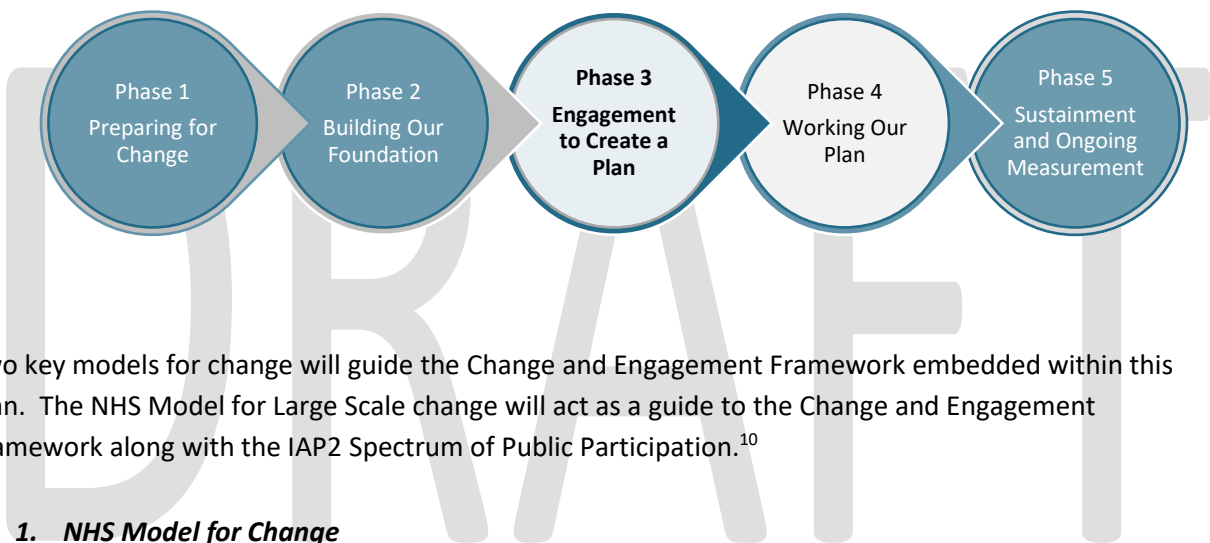 Phase 1
Preparing for
Change
Phase 2
Building Our
Foundation
Phase 3
Engagement
to Create a
Plan
Phase 4
Working Our
Plan
Phase 5
Sustainment
and Ongoing
Measurement
DRAFT
wo key models for change will guide the Change and Engagement Framework embedded within this
an. The NHS Model for Large Scale change will act as a guide to the Change and Engagement
amework along with the IAP2 Spectrum of Public Participation.10
1. NHS Model for Change